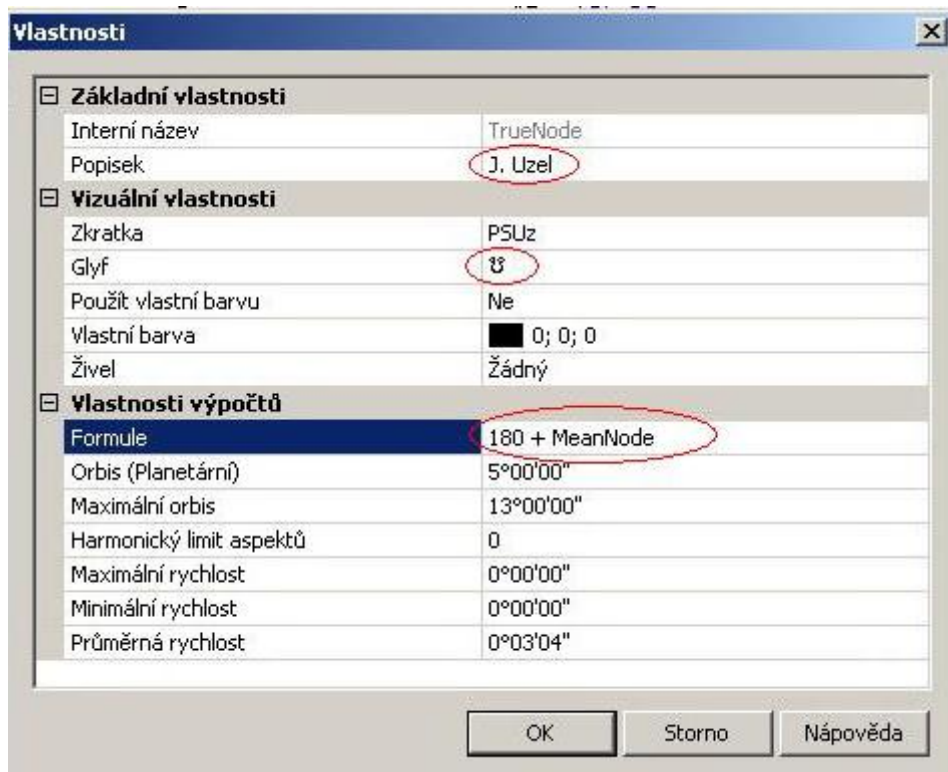 Vlastnosti
Základní vlastnosti
Interní název TrueNode
Popisek J. Uzel
Vizuální vlastnosti
Zkratka PSUz
Glyf ☋
Použít vlastní barvu Ne
Vlastní barva 0; 0; 0
Živel Žádný
Vlastnosti výpočtů
Formule 180 + MeanNode
Orbis (Planetární) 5°00'00"
Maximální orbis 13°00'00"
Harmonický limit aspektů 0
Maximální rychlost 0°00'00"
Minimální rychlost 0°00'00"
Průměrná rychlost 0°03'04"
OK Storno Nápověda